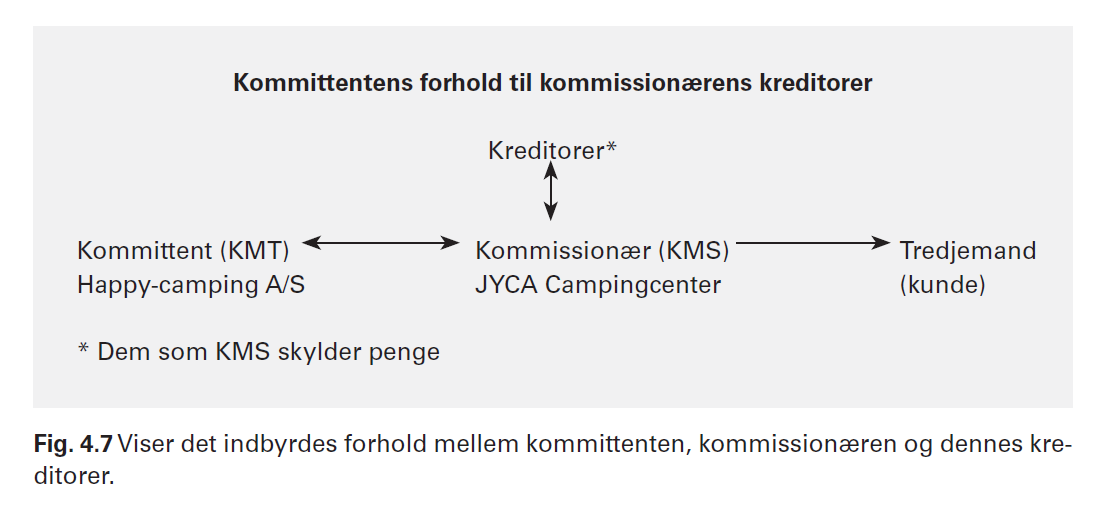 Kommittentens forhold til kommissionærens kreditorer
Kreditorer*
Kommittent (KMT)
Happy-camping A/S
Kommissionær (KMS)
JYCA Campingcenter
Tredjemand
(kunde)
* Dem som KMS skylder penge
Fig. 4.7 Viser det indbyrdes forhold mellem kommittenten, kommissionæren og dennes kre-
ditorer.